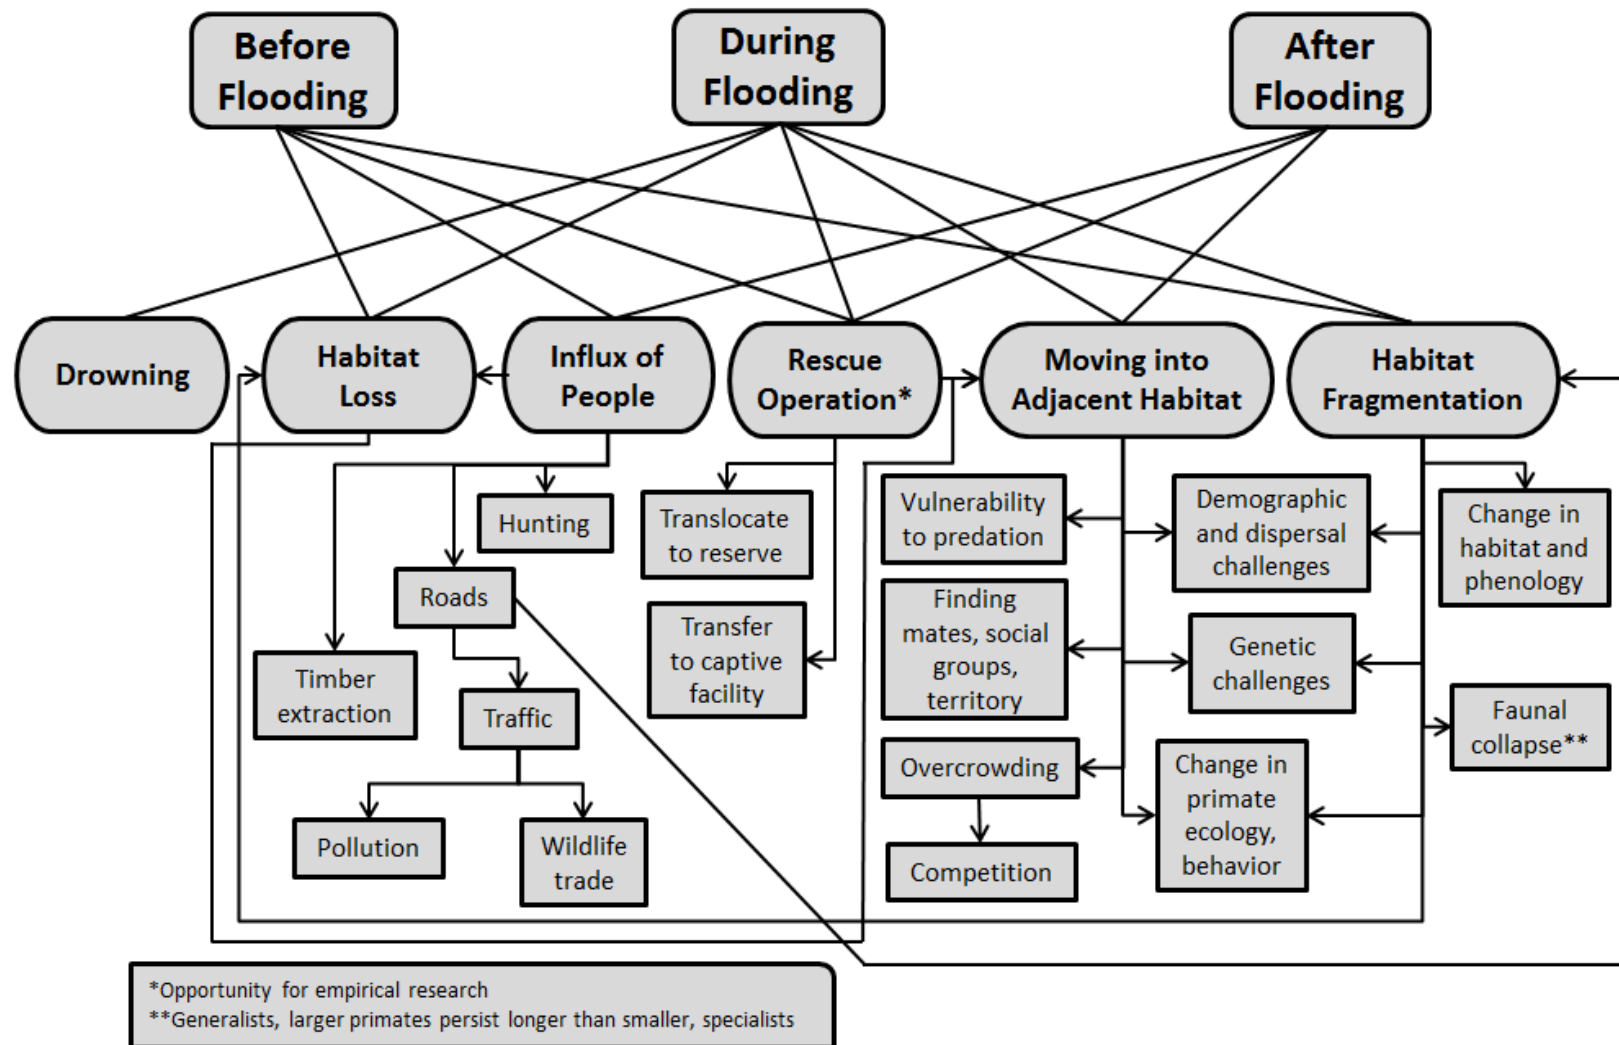 Before
Flooding
During
Flooding
After
Flooding
Drowning
Habitat
Loss
Influx of
People
Rescue
Operation*
Moving into
Adjacent Habitat
Habitat
Fragmentation
Hunting
Roads
Timber
extraction
Traffic
Pollution
Wildlife
trade
Translocate
to reserve
Transfer
to captive
facility
Vulnerability
to predation
Finding
mates, social
groups,
territory
Overcrowding
Competition
Demographic
and dispersal
challenges
Genetic
challenges
Change in
primate
ecology,
behavior
Change in
habitat and
phenology
Faunal
collapse**
*Opportunity for empirical research
**Generalists, larger primates persist longer than smaller, specialists